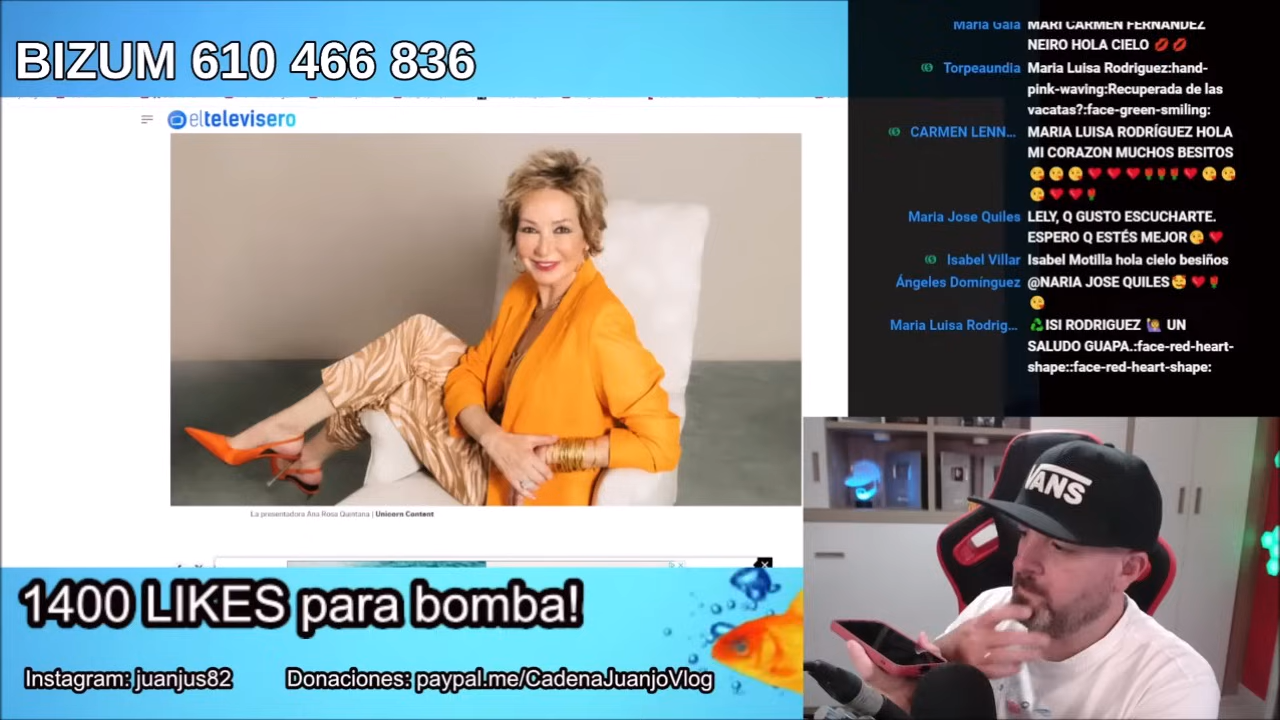 BIZUM 610 466 836
eltelevisero
La presentadora Ana Rosa Quintana | Unicorn Content
1400 LIKES para bomba!
Instagram: juanjus82
Donaciones: paypal.me/CadenaJuanjoVlog
Maria Gaia MARI CARMEN FERNANDEZ
NEIRO HOLA CIELO 💋 💋
Torpeaundia Maria Luisa Rodriguez:hand-
pink-waving:Recuperada de las
vacatas?:face-green-smiling:
CARMEN LENN... MARIA LUISA RODRÍGUEZ HOLA
MI CORAZON MUCHOS BESITOS
😘 😘 😘 ❤️ ❤️ ❤️ 🌹 🌹 🌹 ❤️ 😘 😘
😘 ❤️ ❤️ 🌹
Maria Jose Quiles LELY, Q GUSTO ESCUCHARTE.
ESPERO Q ESTÉS MEJOR 😘 ❤️
Isabel Villar Isabel Motilla hola cielo besiños
Ángeles Domínguez @NARIA JOSE QUILES 🥰 ❤️ 🌹
😘
Maria Luisa Rodrig... ♻️ISI RODRIGUEZ 🙋 UN
SALUDO GUAPA.:face-red-heart-
shape::face-red-heart-shape:
VANS